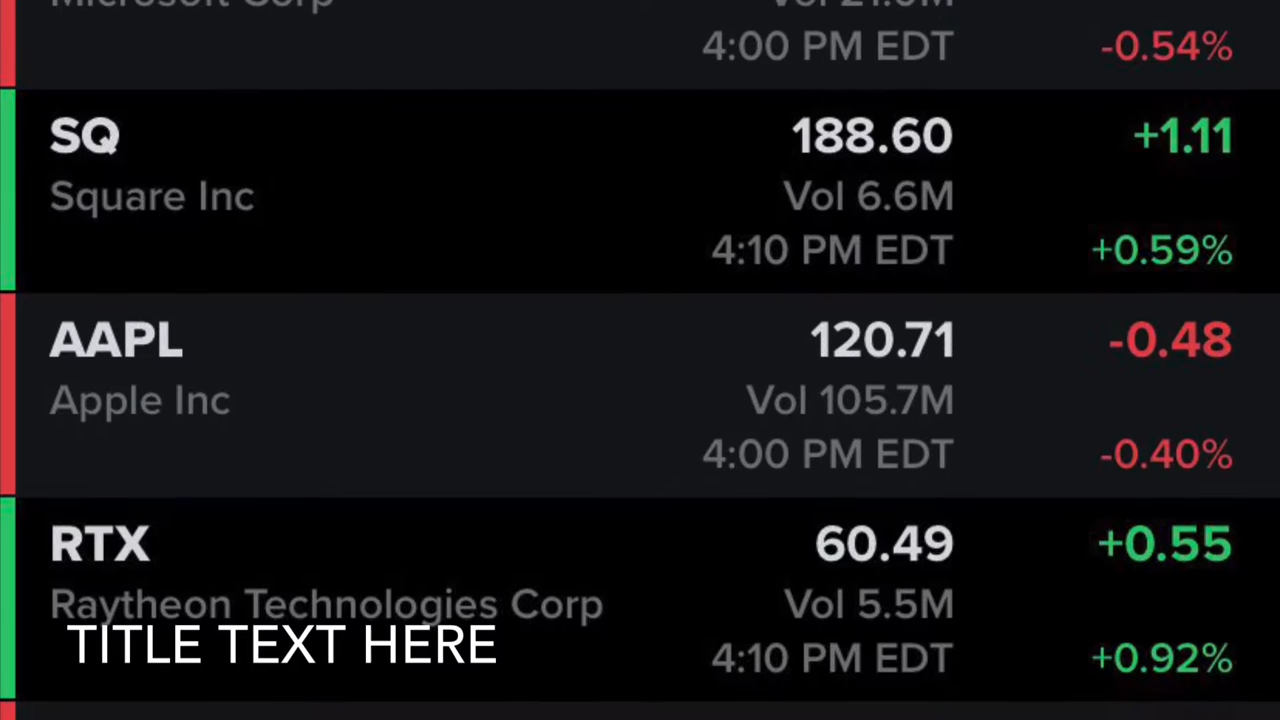 Microsoft Corp
4:00 PM EDT -0.54%
SQ 188.60 +1.11
Square Inc Vol 6.6M
4:10 PM EDT +0.59%
AAPL 120.71 -0.48
Apple Inc Vol 105.7M
4:00 PM EDT -0.40%
RTX 60.49 +0.55
Raytheon Technologies Corp Vol 5.5M
TITLE TEXT HERE 4:10 PM EDT +0.92%